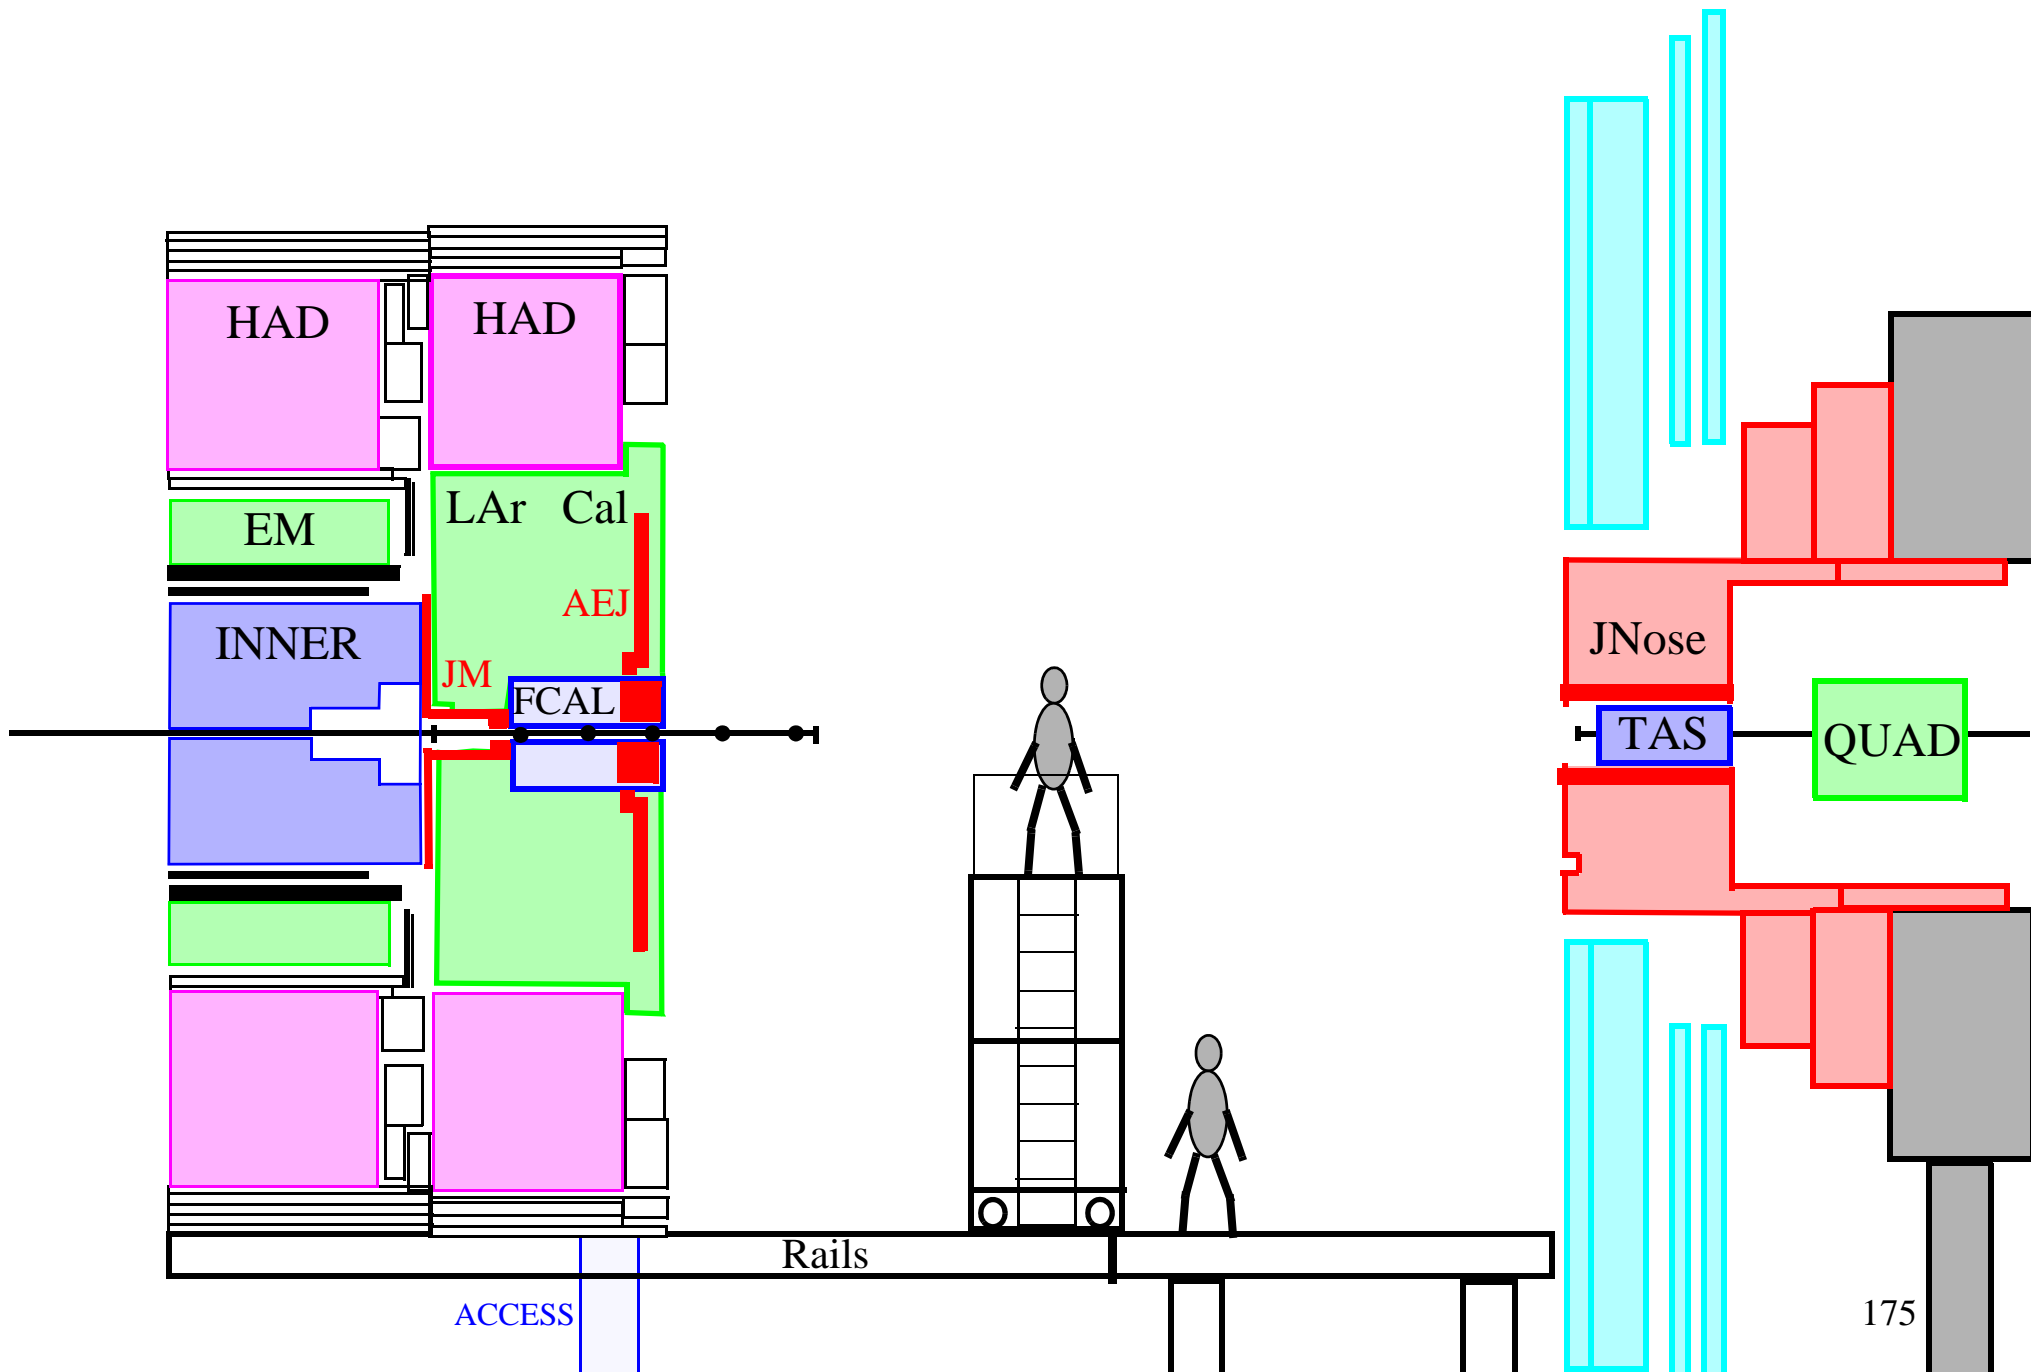 HAD
HAD
LAr Cal
EM
AEJ
INNER
JM
FCAL
JNose
TAS
QUAD
Rails
ACCESS
175